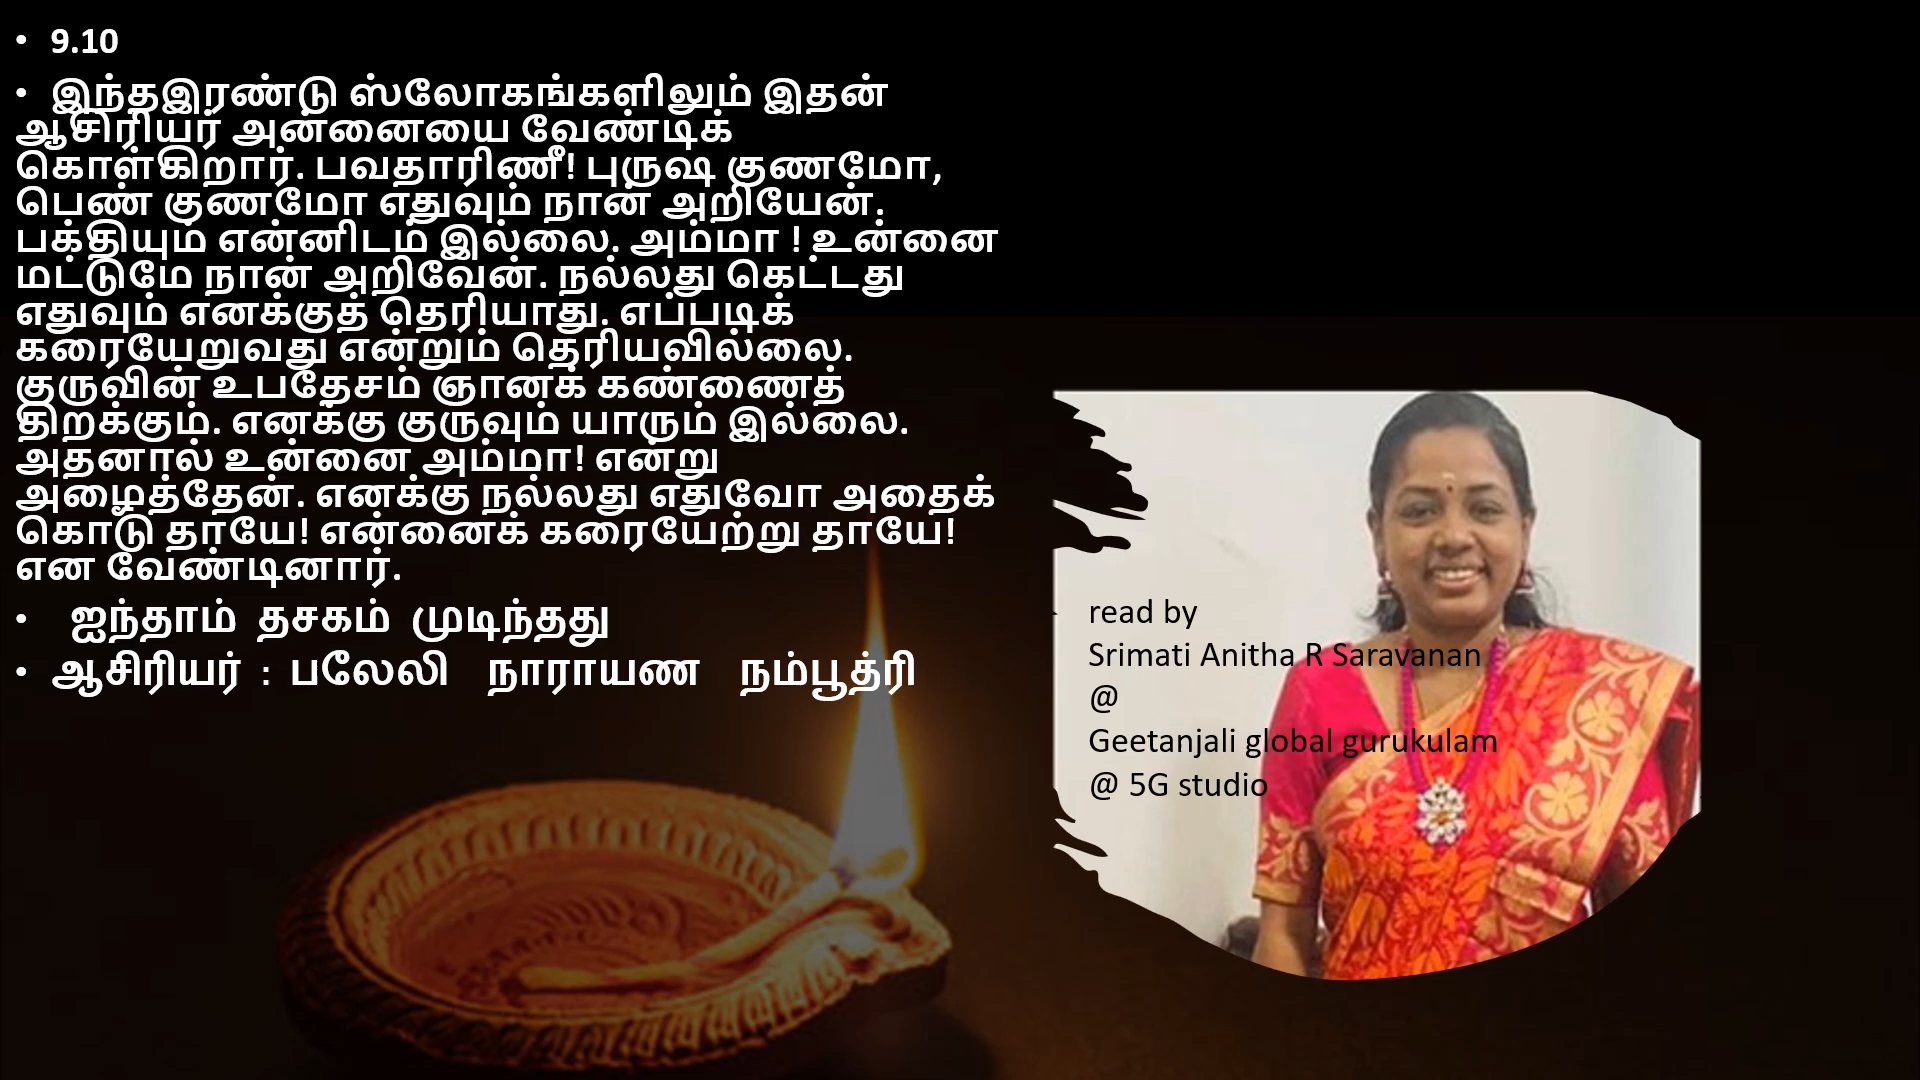 • 9.10
• இந்தஇரண்டு ஸ்லோகங்களிலும் இதன்
ஆசிரியர் அன்னையை வேண்டிக்
கொள்கிறார். பவதாரிணீ! புருஷ குணமோ,
பெண் குணமோ எதுவும் நான் அறியேன்.
பக்தியும் என்னிடம் இல்லை. அம்மா ! உன்னை
மட்டுமே நான் அறிவேன். நல்லது கெட்டது
எதுவும் எனக்குத் தெரியாது. எப்படிக்
கரையேறுவது என்றும் தெரியவில்லை.
குருவின் உபதேசம் ஞானக் கண்ணைத்
திறக்கும். எனக்கு குருவும் யாரும் இல்லை.
அதனால் உன்னை அம்மா! என்று
அழைத்தேன். எனக்கு நல்லது எதுவோ அதைக்
கொடு தாயே! என்னைக் கரையேற்று தாயே!
என வேண்டினார்.
• ஐந்தாம் தசகம் முடிந்தது
• ஆசிரியர் : பலேலி நாராயண நம்பூத்ரி
read by
Srimati Anitha R Saravanan
@
Geetanjali global gurukulam
@ 5G studio